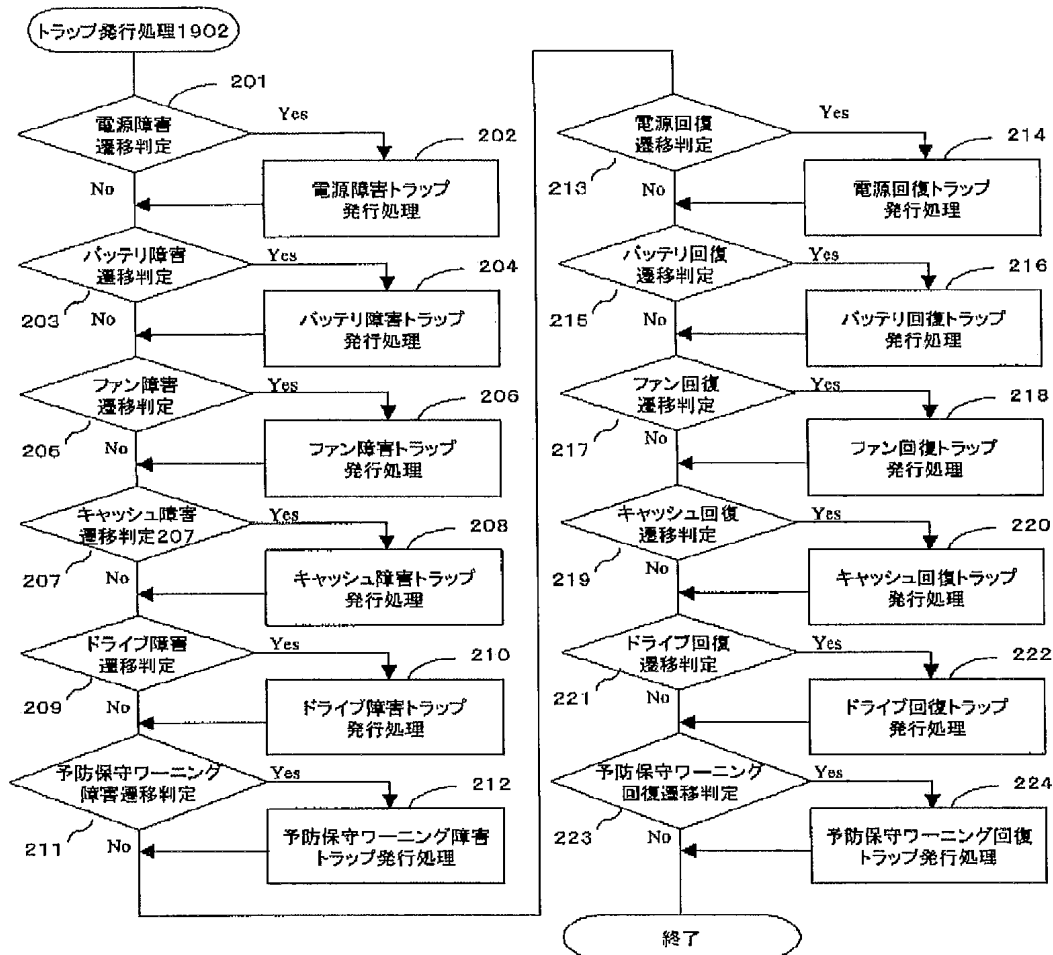 トラップ発行処理1902
201
電源障害
遷移判定
Yes
No
202
電源障害トラップ
発行処理
バッテリ障害
遷移判定
203
Yes
No
204
バッテリ障害トラップ
発行処理
ファン障害
遷移判定
205
Yes
No
206
ファン障害トラップ
発行処理
キャッシュ障害
遷移判定207
207
Yes
No
208
キャッシュ障害トラップ
発行処理
ドライブ障害
遷移判定
209
Yes
No
210
ドライブ障害トラップ
発行処理
予防保守ワーニング
障害遷移判定
211
Yes
No
212
予防保守ワーニング障害
トラップ発行処理
電源回復
遷移判定
213
Yes
No
214
電源回復トラップ
発行処理
バッテリ回復
遷移判定
215
Yes
No
216
バッテリ回復トラップ
発行処理
ファン回復
遷移判定
217
Yes
No
218
ファン回復トラップ
発行処理
キャッシュ回復
遷移判定
219
Yes
No
220
キャッシュ回復トラップ
発行処理
ドライブ回復
遷移判定
221
Yes
No
222
ドライブ回復トラップ
発行処理
予防保守ワーニング
回復遷移判定
223
Yes
No
224
予防保守ワーニング回復
トラップ発行処理
終了